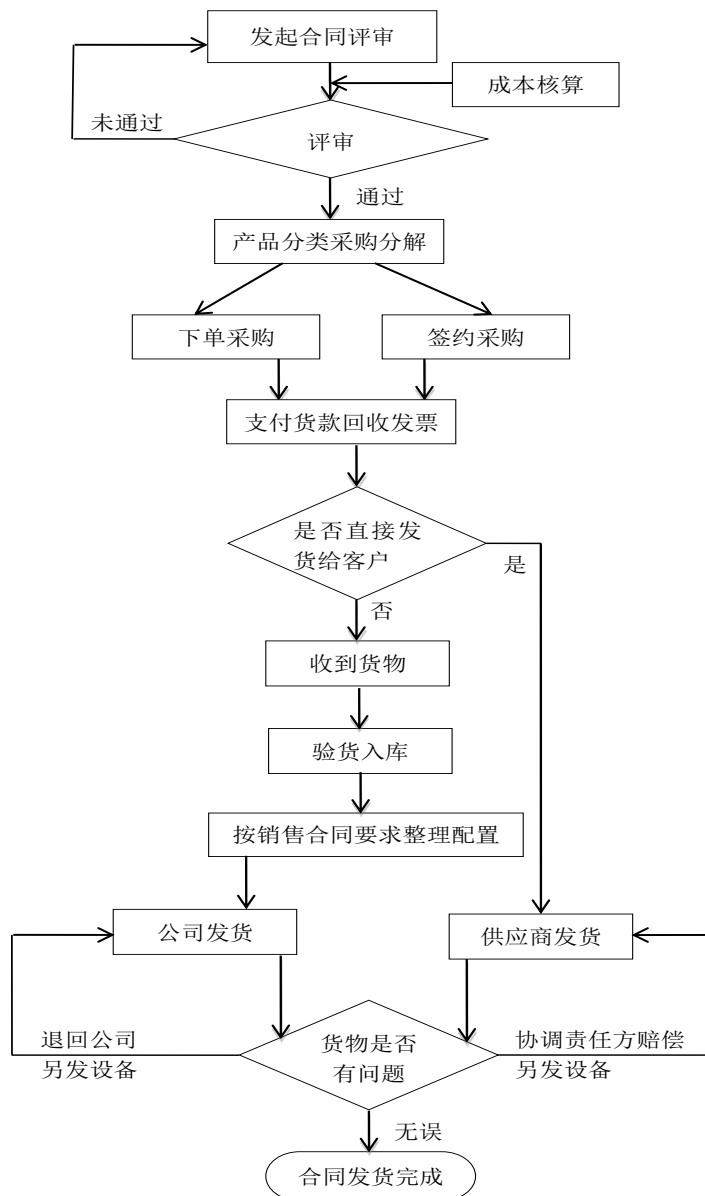 发起合同评审
成本核算
未通过
评审
通过
产品分类采购分解
下单采购
签约采购
支付货款回收发票
是否直接发
货给客户
是
否
收到货物
验货入库
按销售合同要求整理配置
公司发货
供应商发货
退回公司
另发设备
货物是否
有问题
协调责任方赔偿
另发设备
无误
合同发货完成